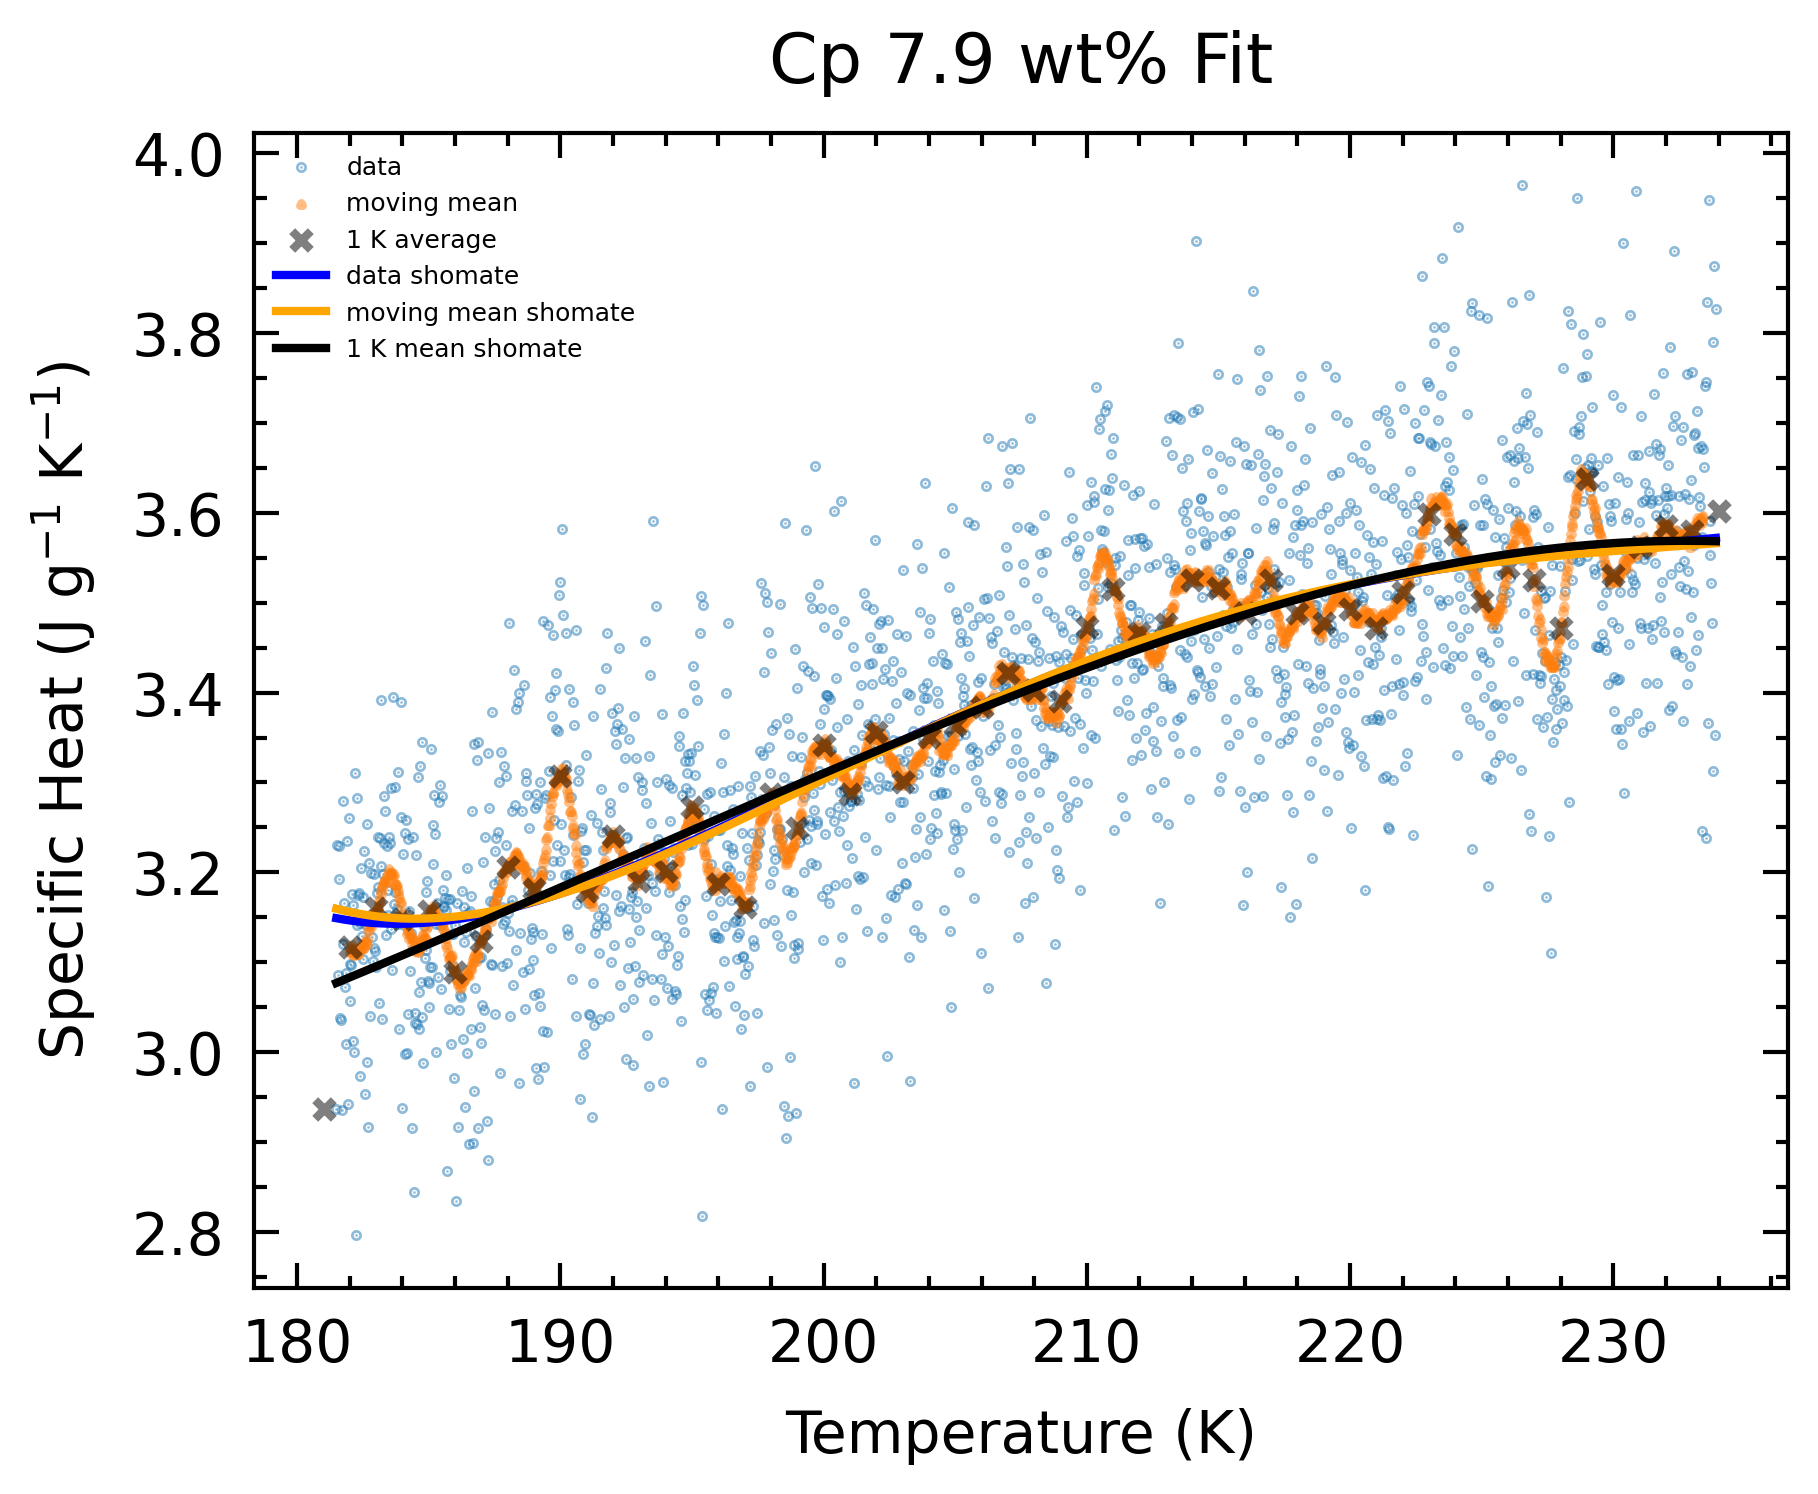 Cp 7.9 wt% Fit
4.0
3.8
3.6
3.4
3.2
3.0
2.8
Specific Heat (J g⁻¹ K⁻¹)
data
moving mean
1 K average
data shomate
moving mean shomate
1 K mean shomate
180 190 200 210 220 230
Temperature (K)